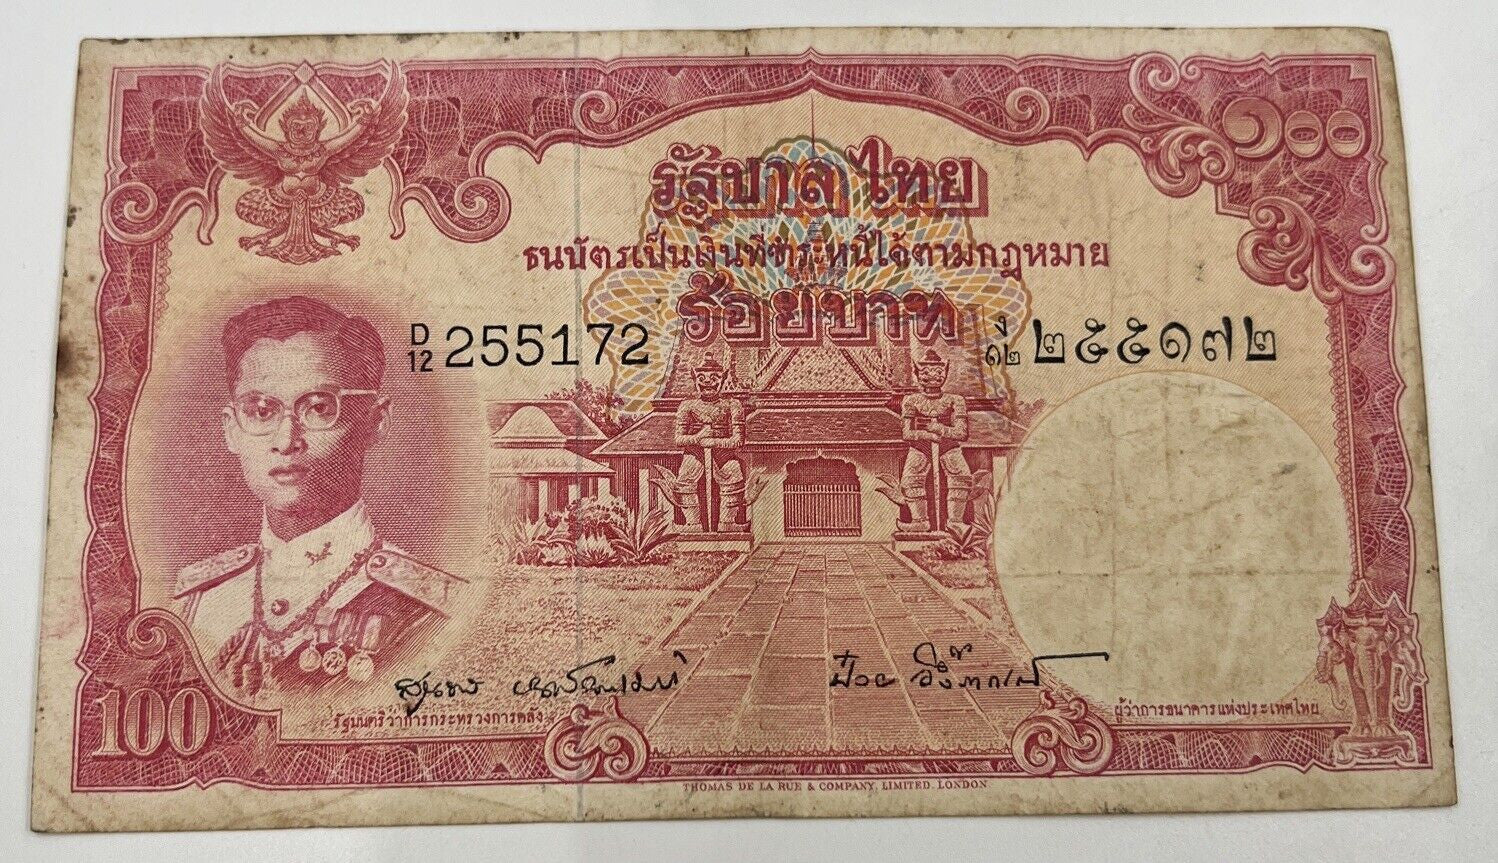 ๑๐๐
รัฐบาลไทย
ธนบัตรเป็นเงินที่ชำระหนี้ได้ตามกฎหมาย
ร้อยบาท
D/12 255172
ง/๑๒ ๒๕๕๑๗๒
รัฐมนตรีว่าการกระทรวงการคลัง
ผู้ว่าการธนาคารแห่งประเทศไทย
100
THOMAS DE LA RUE & COMPANY, LIMITED. LONDON